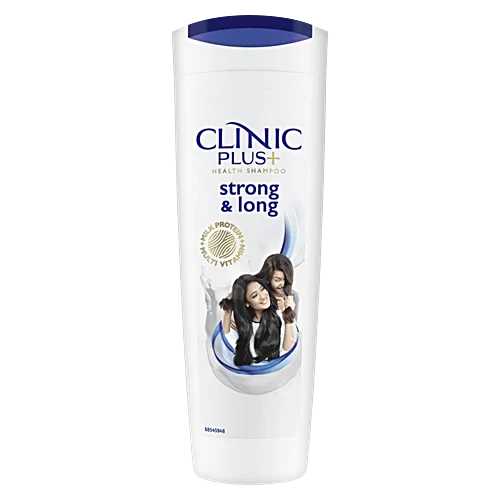 CLINIC
PLUS+
HEALTH SHAMPOO
strong
& long
MILK PROTEIN +
MULTI VITAMIN +
68545948